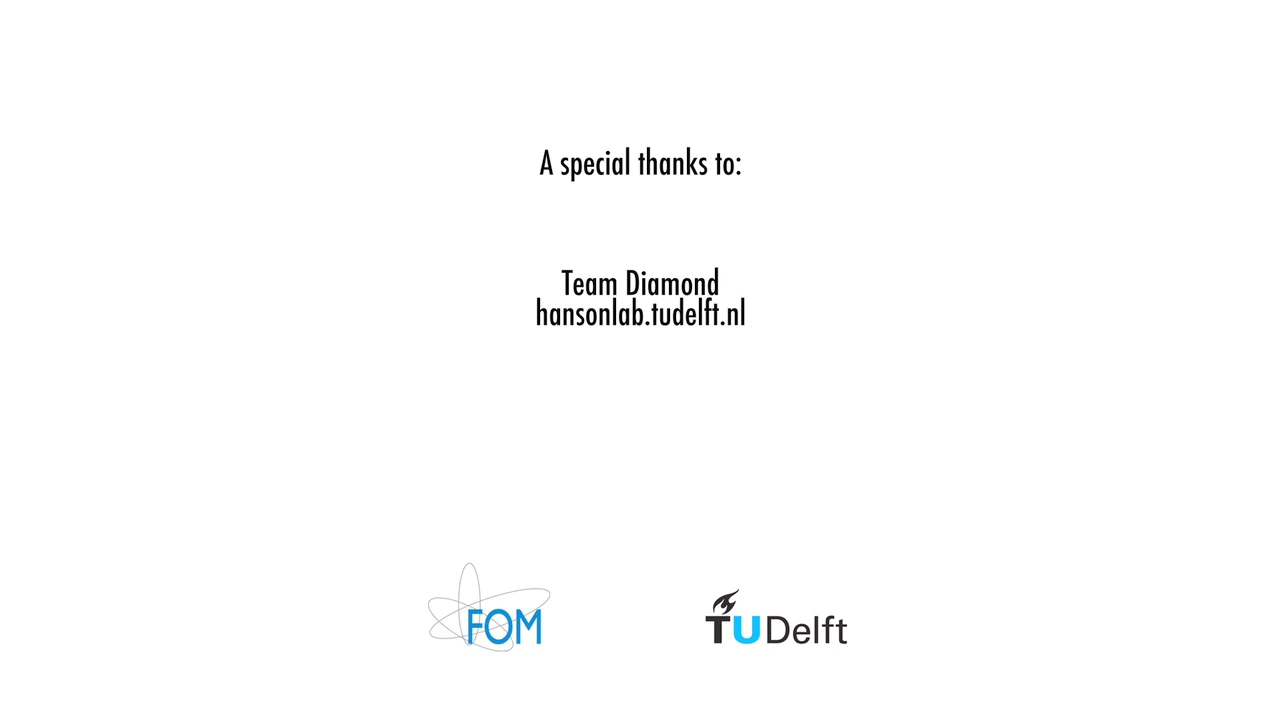 A special thanks to:
Team Diamond
hansonlab.tudelft.nl
FOM
TUDelft